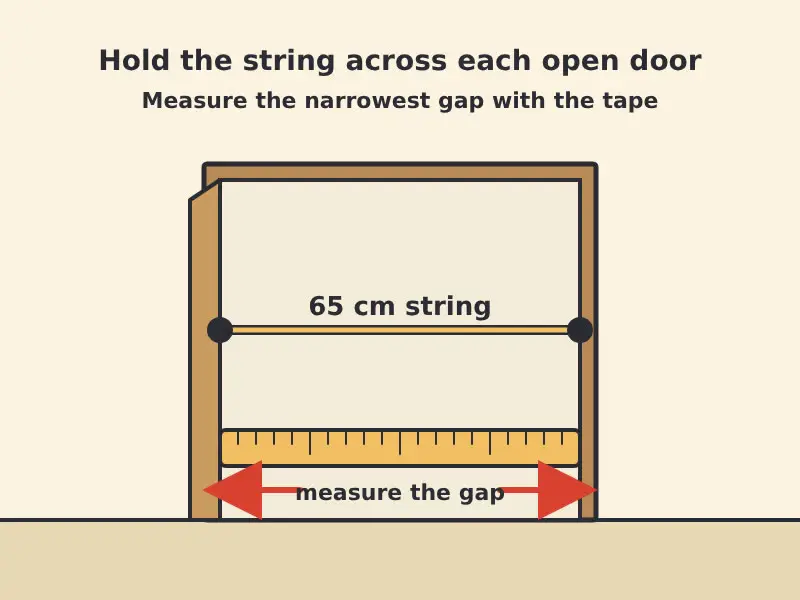 Hold the string across each open door
Measure the narrowest gap with the tape
65 cm string
measure the gap